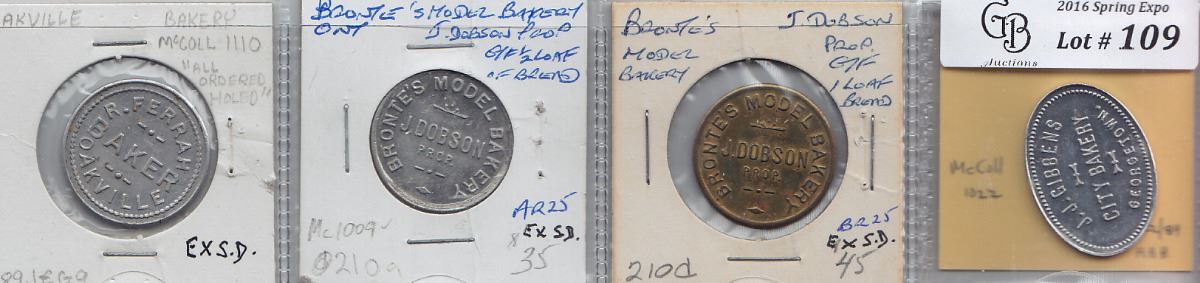 AKVILLE BAKERY
McCOLL 1110
"ALL
ORDERED
HOLED"
R. FERRAH
BAKER
OAKVILLE
EX S.D.
BRONTE'S MODEL BAKERY
ONT J. DOBSON PROP
G/F 1/2 LOAF
OF BREAD
BRONTE'S MODEL BAKERY
J. DOBSON
PROP.
AR25
Mc1009
EX S.D.
210a
35
BRONTE'S J. DOBSON
MODEL PROP.
BAKERY G/F
1 LOAF
BREAD
BRONTE'S MODEL BAKERY
J. DOBSON
PROP.
BR25
EX S.D.
210d 45
GTB
Auctions
2016 Spring Expo
Lot # 109
McColl
1022
J.J. GIBBENS
CITY BAKERY
GEORGETOWN.